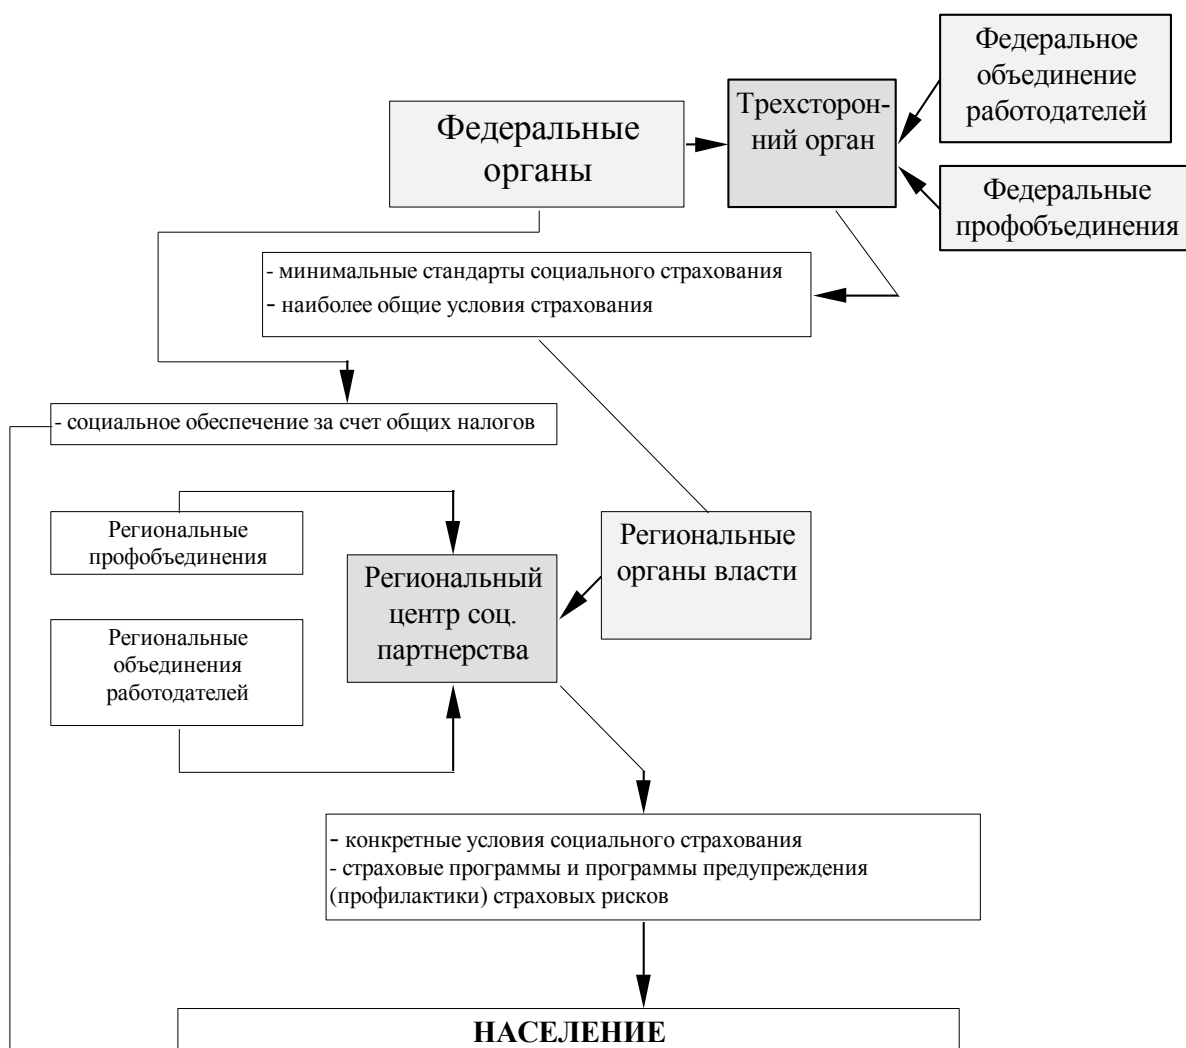 Федеральное
объединение
работодателей
Трехсторон-
ний орган
Федеральные
органы
Федеральные
профобъединения
- минимальные стандарты социального страхования
- наиболее общие условия страхования
- социальное обеспечение за счет общих налогов
Региональные
профобъединения
Региональные
органы власти
Региональный
центр соц.
партнерства
Региональные
объединения
работодателей
- конкретные условия социального страхования
- страховые программы и программы предупреждения
(профилактики) страховых рисков
НАСЕЛЕНИЕ